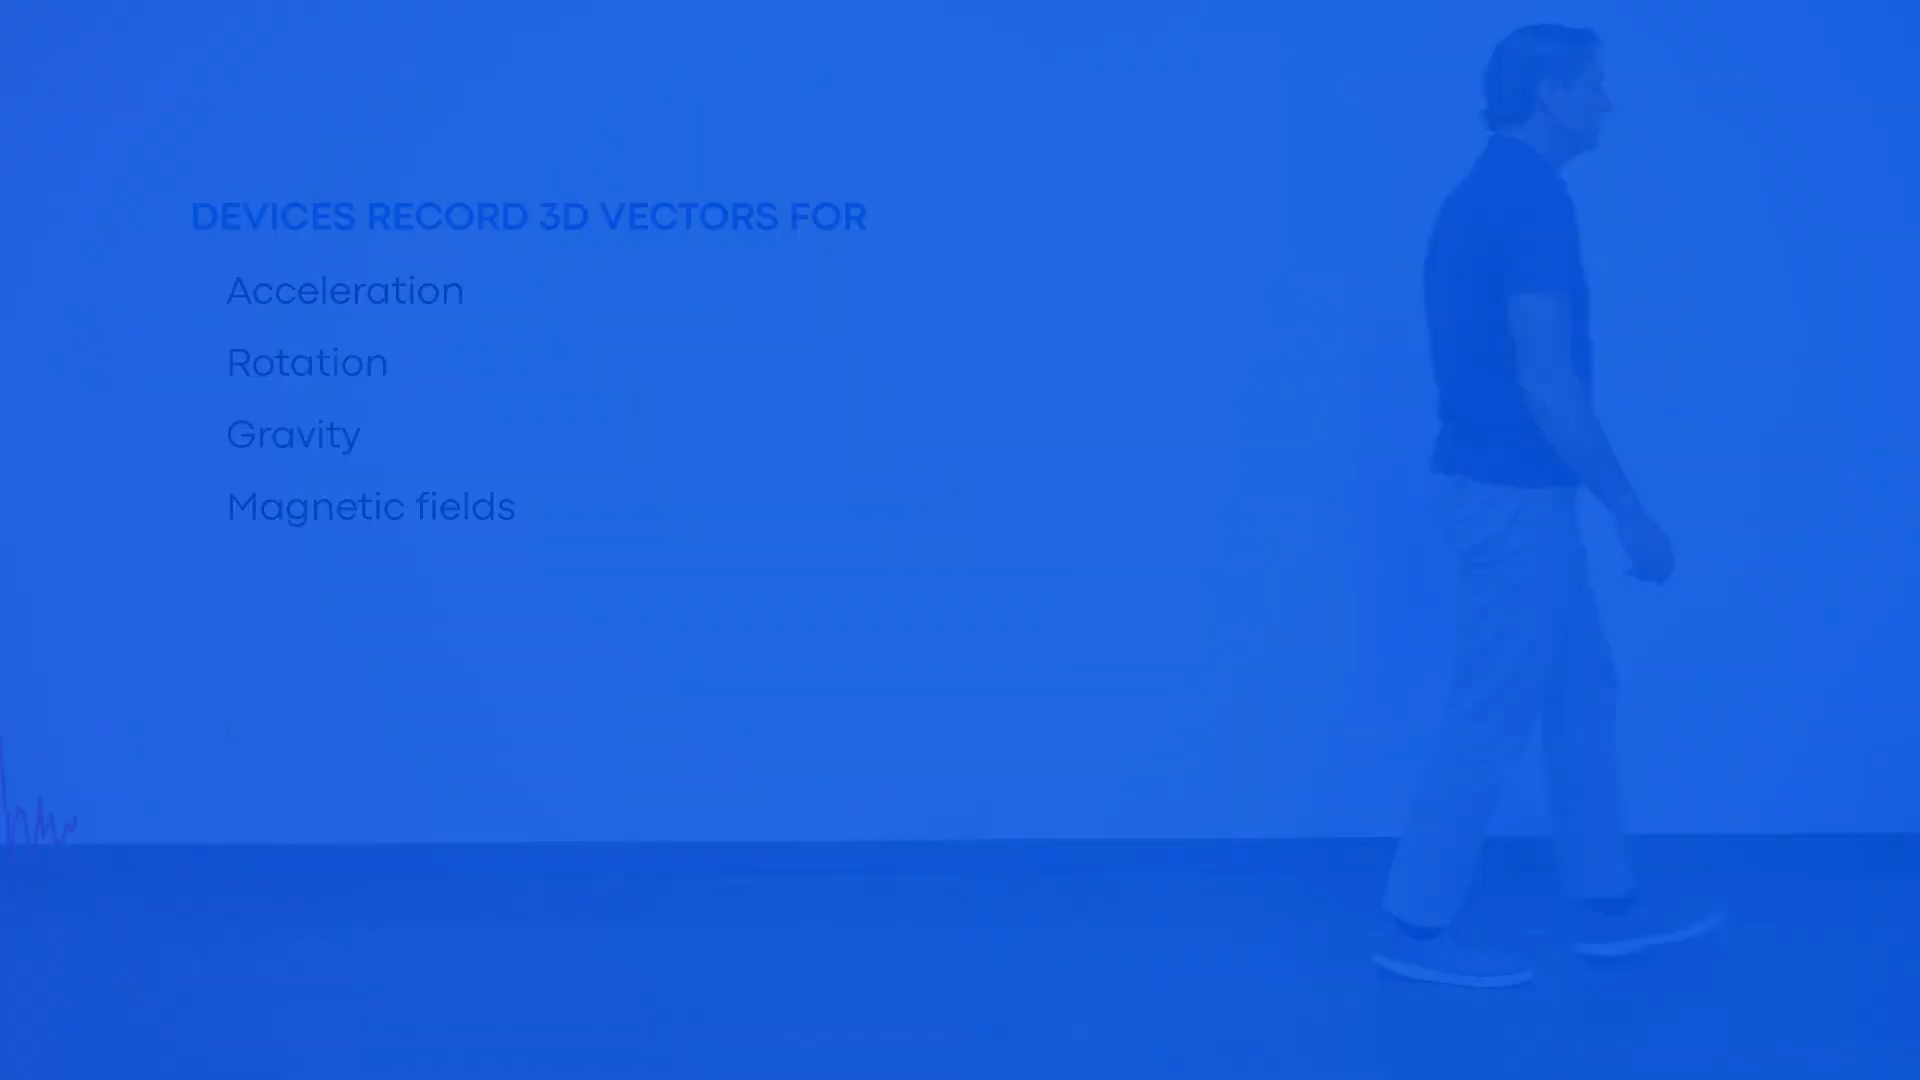 DEVICES RECORD 3D VECTORS FOR
Acceleration
Rotation
Gravity
Magnetic fields